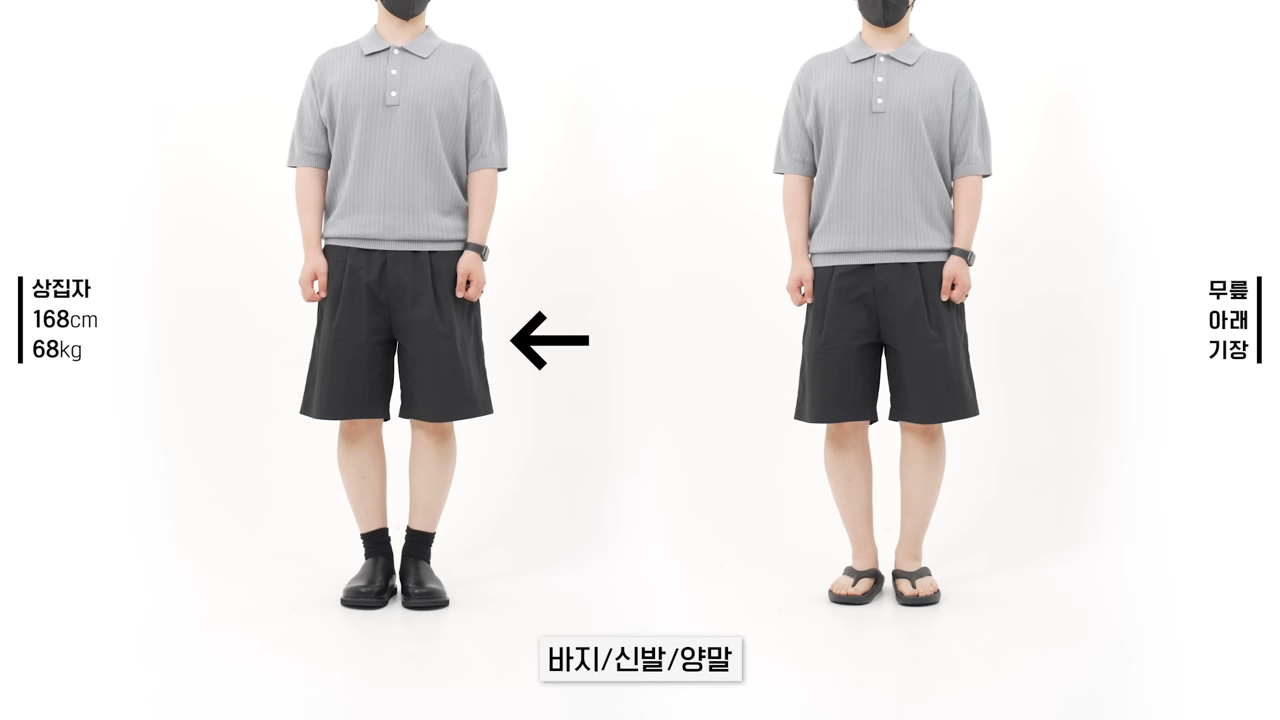 상집자
168cm
68kg
무릎
아래
기장
바지/신발/양말